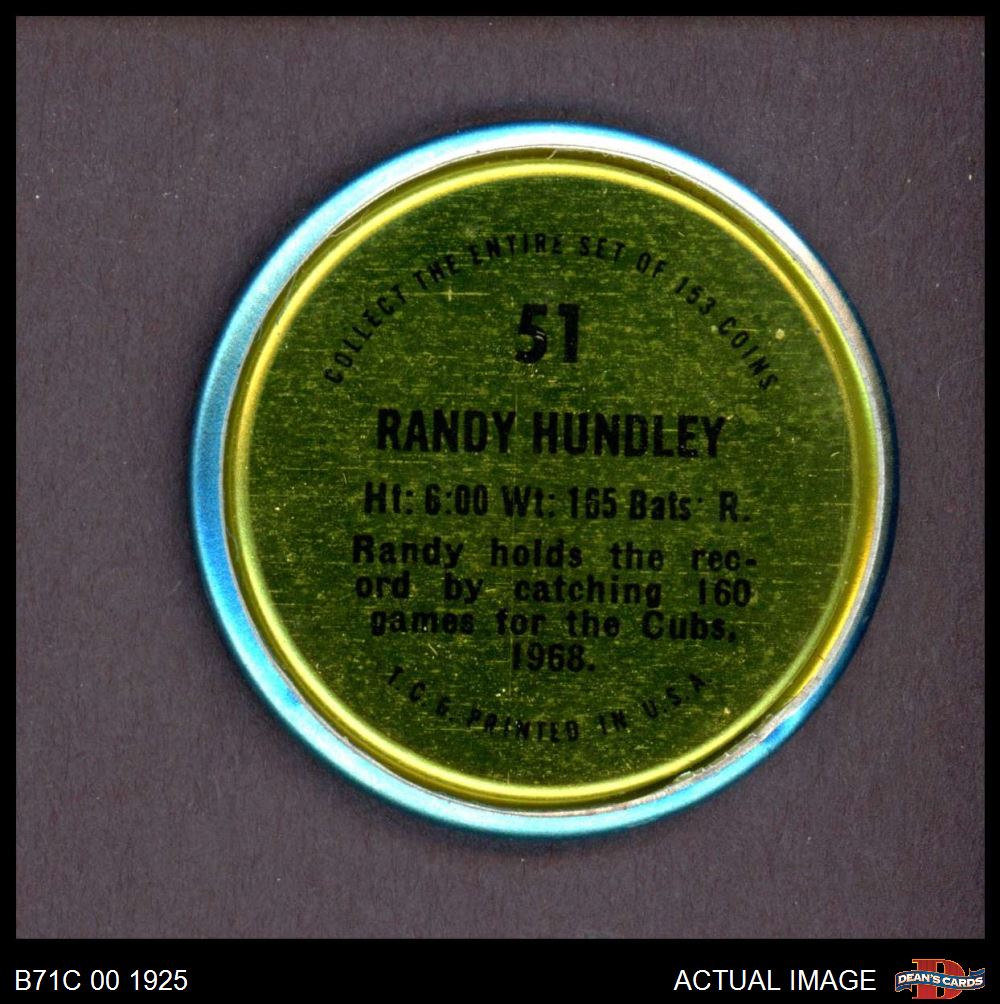 COLLECT THE ENTIRE SET OF 153 COINS
51
RANDY HUNDLEY
Ht: 6:00 Wt: 165 Bats: R.
Randy holds the rec-
ord by catching 160
games for the Cubs,
1968.
T.C.G. PRINTED IN U.S.A
B71C 00 1925
ACTUAL IMAGE
D
DEAN'S CARDS